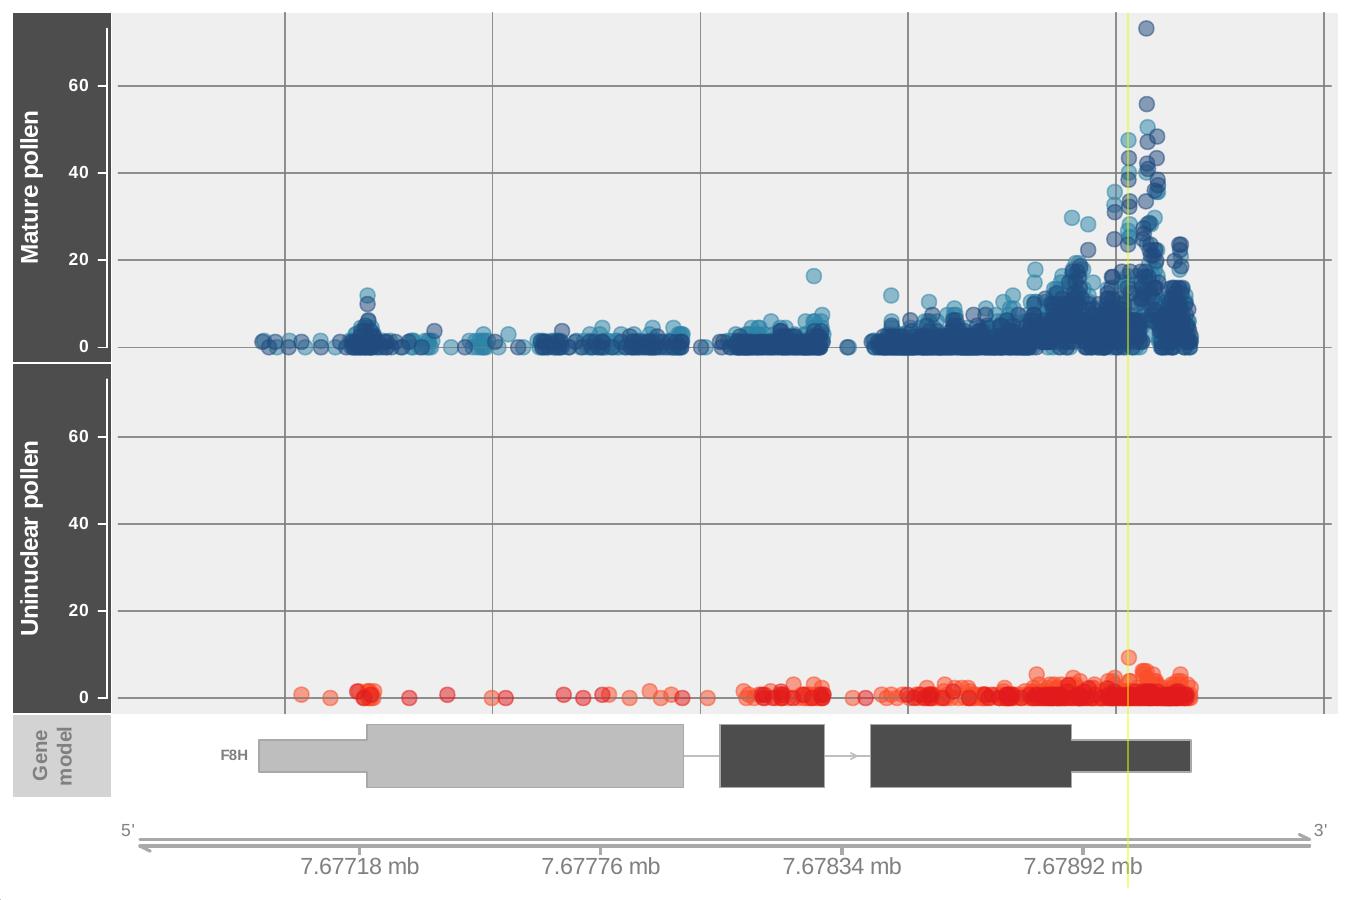 Mature pollen
60
40
20
0
Uninuclear pollen
60
40
20
0
Gene
model
F8H
5'
3'
7.67718 mb
7.67776 mb
7.67834 mb
7.67892 mb